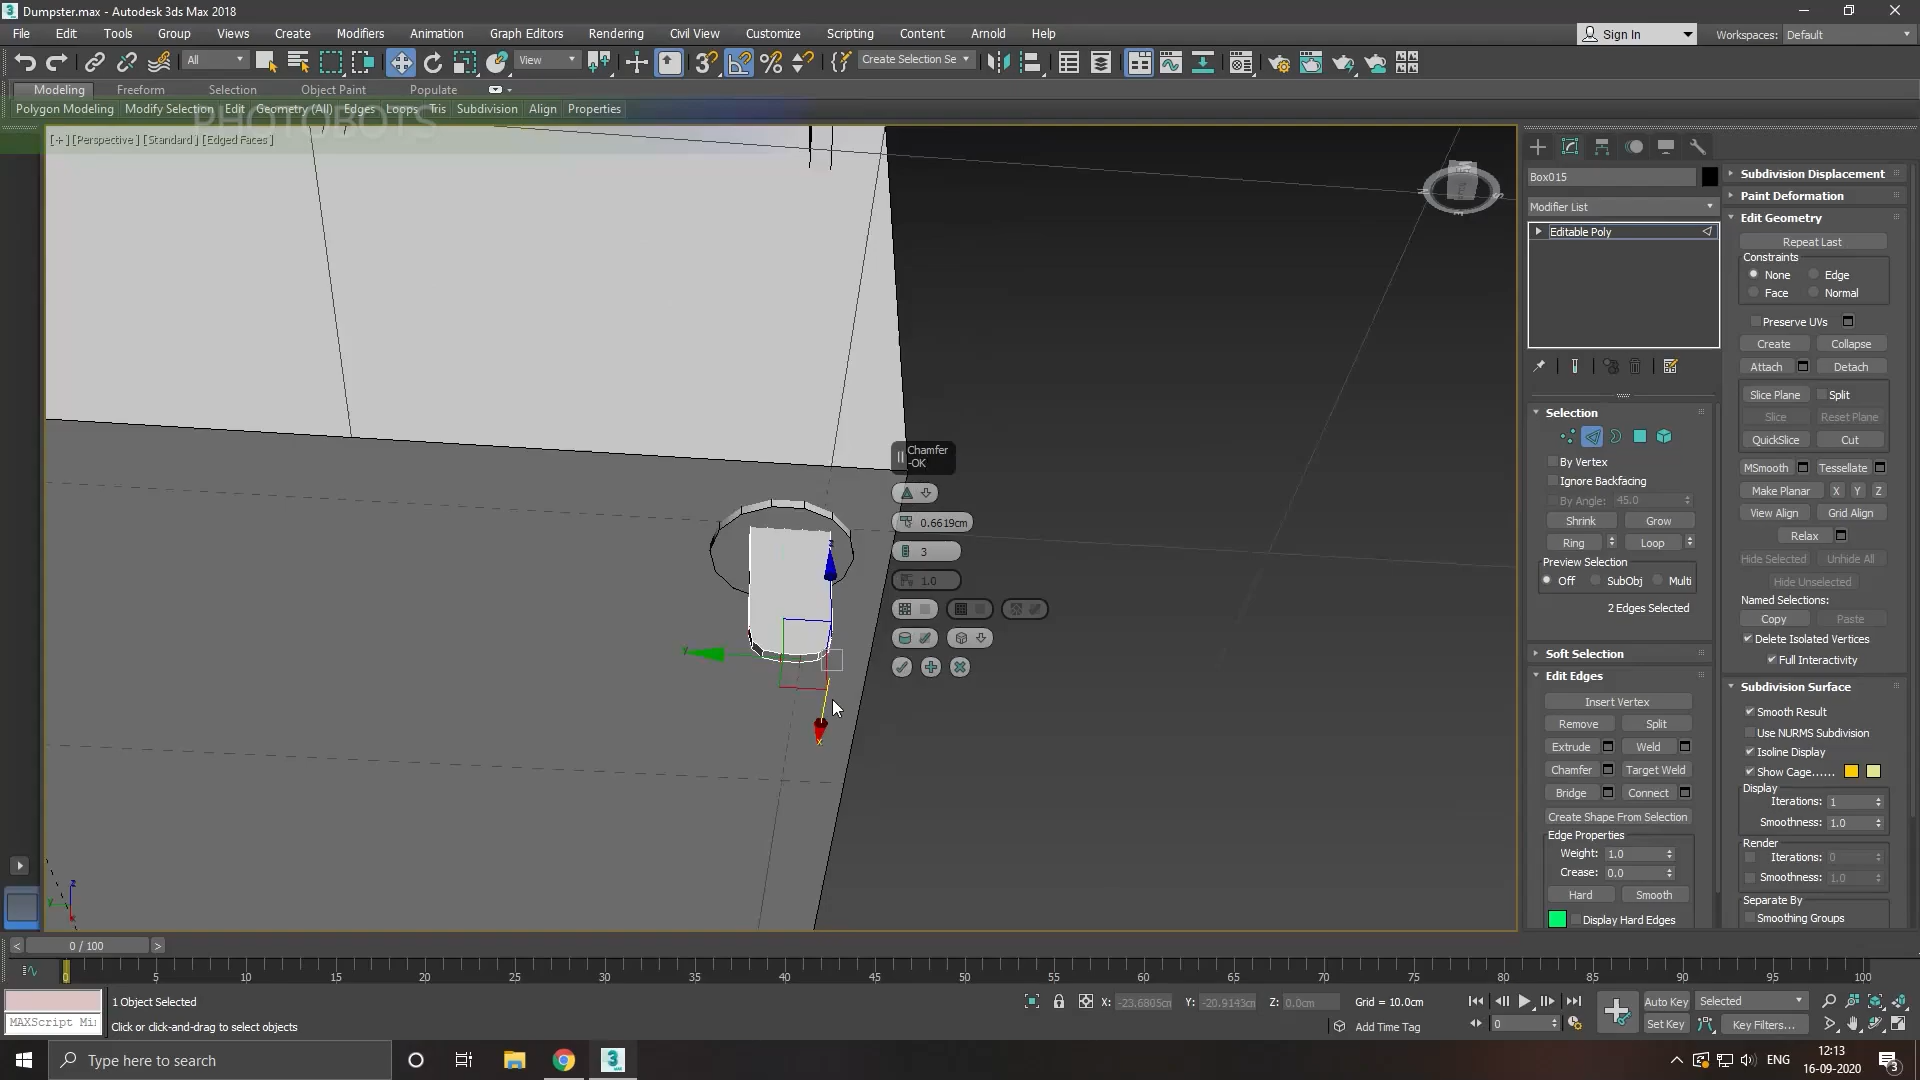 Dumpster.max - Autodesk 3ds Max 2018
File Edit Tools Group Views Create Modifiers Animation Graph Editors Rendering Civil View Customize Scripting Content Arnold Help
Sign In Workspaces: Default
All View Create Selection Se
Modeling Freeform Selection Object Paint Populate
Polygon Modeling Modify Selection Edit Geometry (All) Edges Loops Tris Subdivision Align Properties
PHOTOBOTS
[+] [Perspective] [Standard] [Edged Faces]
Box015
Modifier List
Editable Poly
Selection
By Vertex
Ignore Backfacing
By Angle: 45.0
Shrink Grow
Ring Loop
Preview Selection
Off SubObj Multi
2 Edges Selected
Soft Selection
Edit Edges
Insert Vertex
Remove Split
Extrude Weld
Chamfer Target Weld
Bridge Connect
Create Shape From Selection
Edge Properties
Weight: 1.0
Crease: 0.0
Hard Smooth
Display Hard Edges
Subdivision Displacement
Paint Deformation
Edit Geometry
Repeat Last
Constraints
None Edge
Face Normal
Preserve UVs
Create Collapse
Attach Detach
Slice Plane Split
Slice Reset Plane
QuickSlice Cut
MSmooth Tessellate
Make Planar X Y Z
View Align Grid Align
Relax
Hide Selected Unhide All
Hide Unselected
Named Selections:
Copy Paste
Delete Isolated Vertices
Full Interactivity
Subdivision Surface
Smooth Result
Use NURMS Subdivision
Isoline Display
Show Cage......
Display
Iterations: 1
Smoothness: 1.0
Render
Iterations: 0
Smoothness: 1.0
Separate By
Smoothing Groups
Chamfer
-OK
0.6619cm
3
1.0
z
y
x
z
y
x
< 0 / 100 >
0 5 10 15 20 25 30 35 40 45 50 55 60 65 70 75 80 85 90 95 100
1 Object Selected
MAXScript Mi
Click or click-and-drag to select objects
X: -23.6805cm Y: -20.9143cm Z: 0.0cm Grid = 10.0cm
Add Time Tag
0
Auto Key Selected
Set Key Key Filters...
Type here to search
3
MAX
ENG
12:13
16-09-2020
3